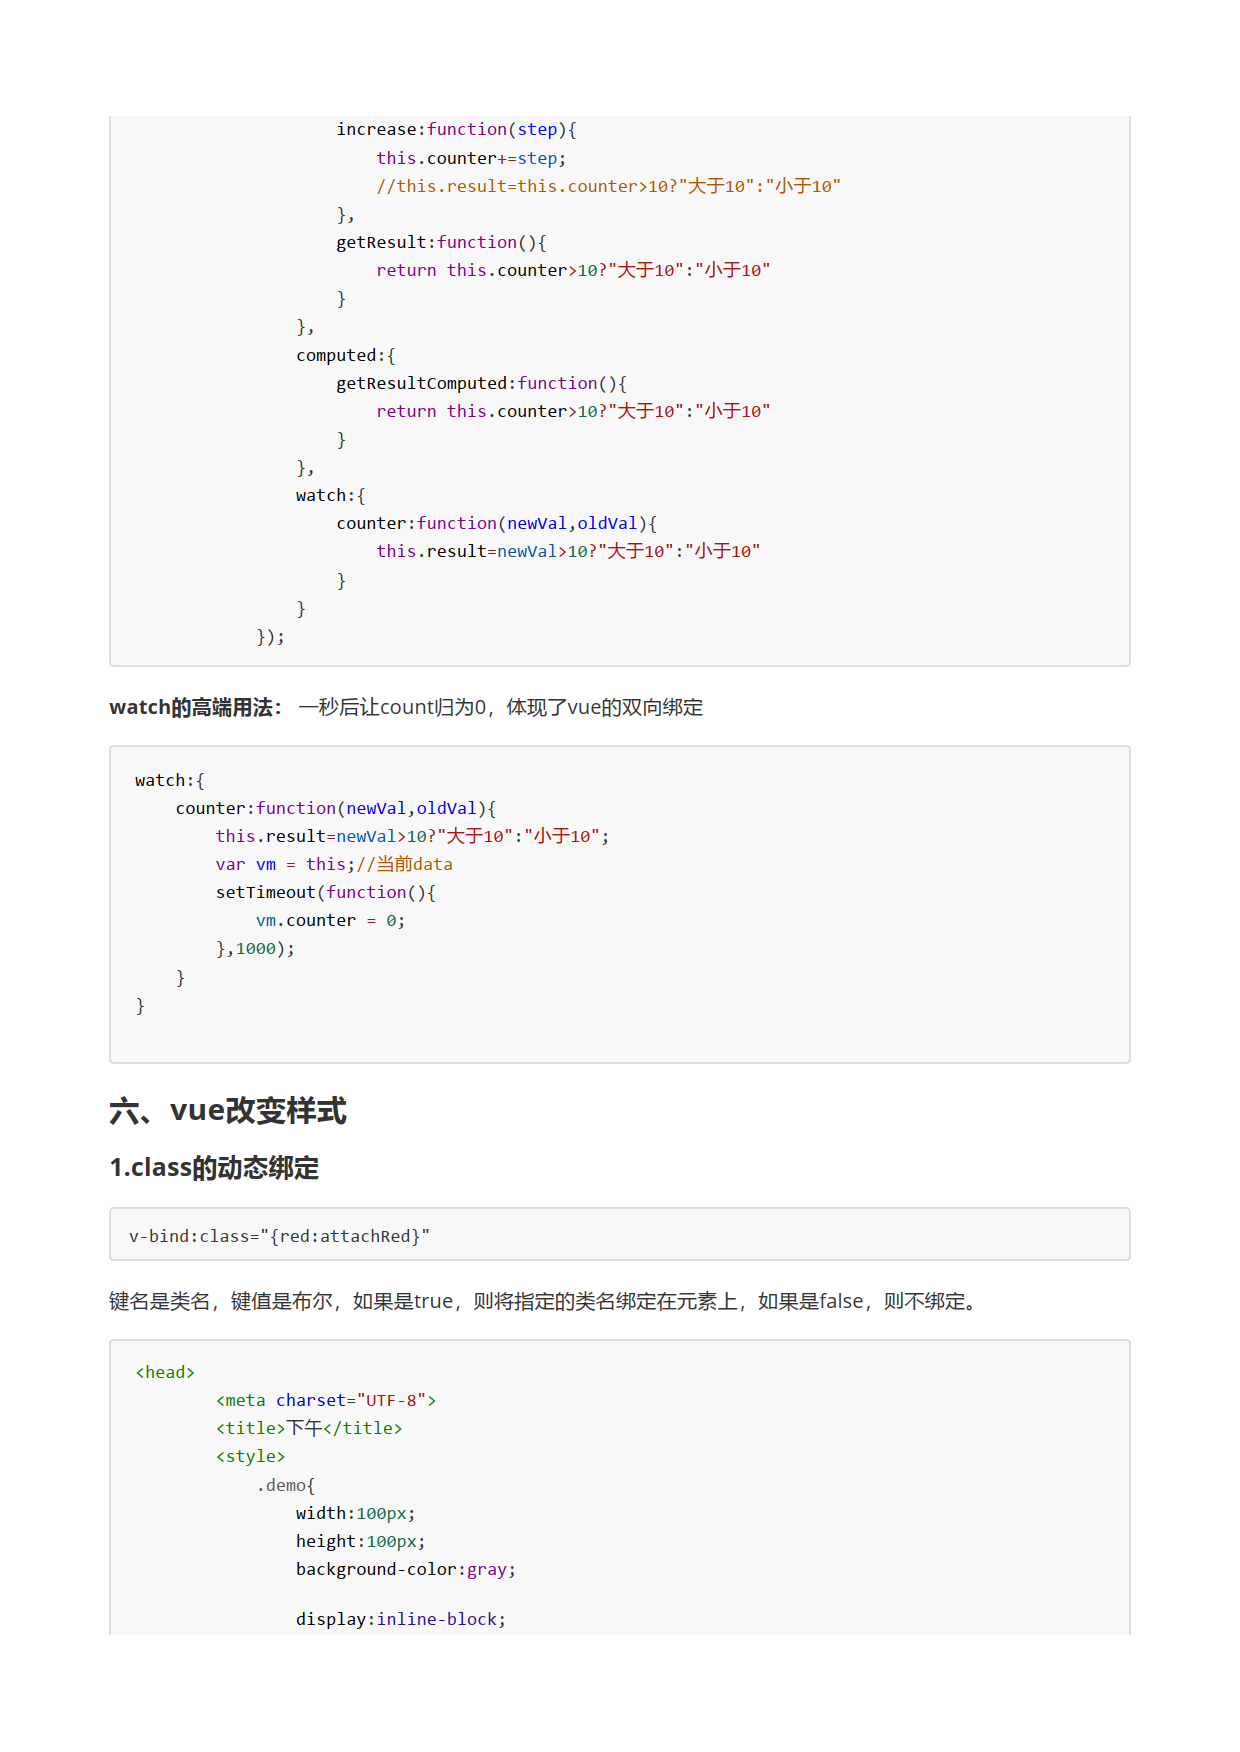 increase:function(step){
this.counter+=step;
//this.result=this.counter>10?"大于10":"小于10"
},
getResult:function(){
return this.counter>10?"大于10":"小于10"
}
},
computed:{
getResultComputed:function(){
return this.counter>10?"大于10":"小于10"
}
},
watch:{
counter:function(newVal,oldVal){
this.result=newVal>10?"大于10":"小于10"
}
}
});
watch的高端用法： 一秒后让count归为0，体现了vue的双向绑定
watch:{
counter:function(newVal,oldVal){
this.result=newVal>10?"大于10":"小于10";
var vm = this;//当前data
setTimeout(function(){
vm.counter = 0;
},1000);
}
}
六、vue改变样式
1.class的动态绑定
v-bind:class="{red:attachRed}"
键名是类名，键值是布尔，如果是true，则将指定的类名绑定在元素上，如果是false，则不绑定。
<head>
<meta charset="UTF-8">
<title>下午</title>
<style>
.demo{
width:100px;
height:100px;
background-color:gray;
display:inline-block;